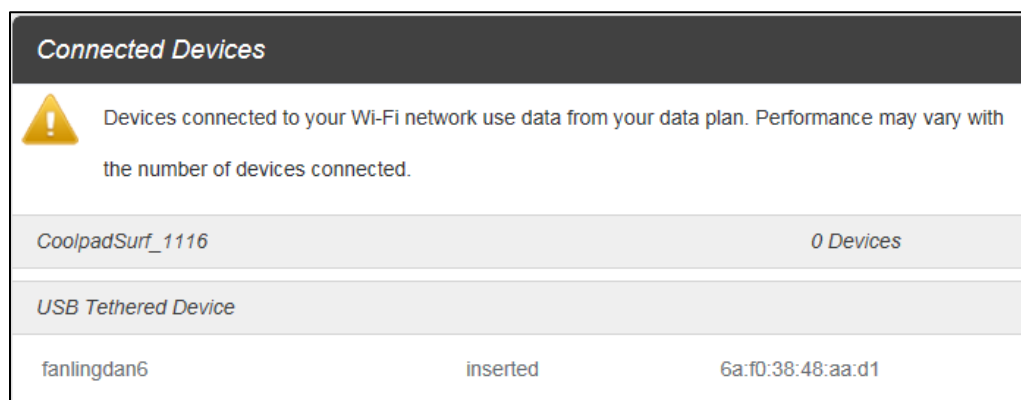 Connected Devices
Devices connected to your Wi-Fi network use data from your data plan. Performance may vary with
the number of devices connected.
CoolpadSurf_1116 0 Devices
USB Tethered Device
fanlingdan6 inserted 6a:f0:38:48:aa:d1